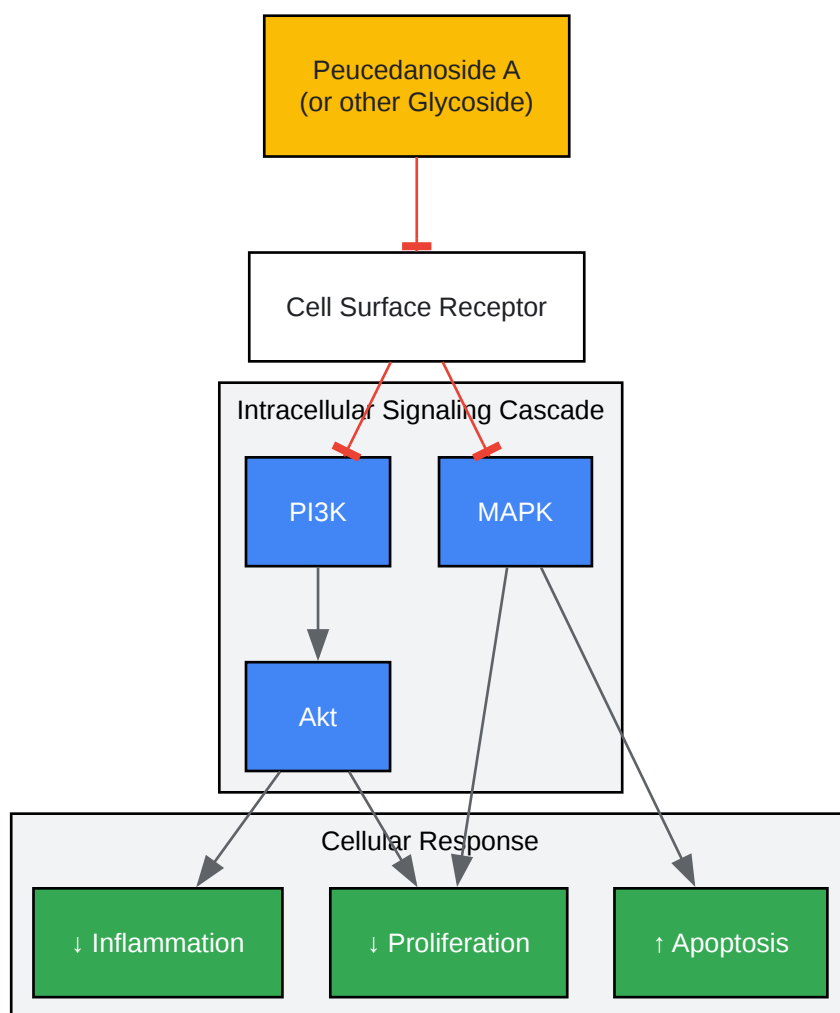 Peucedanoside A
(or other Glycoside)
Cell Surface Receptor
Intracellular Signaling Cascade
PI3K
MAPK
Akt
Cellular Response
↓ Inflammation
↓ Proliferation
↑ Apoptosis